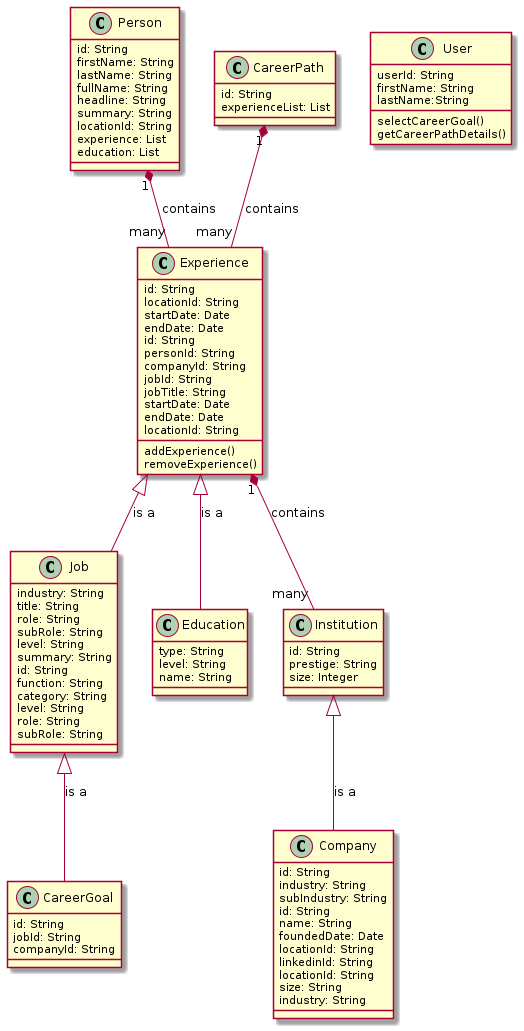 C Person
id: String
firstName: String
lastName: String
fullName: String
headline: String
summary: String
locationId: String
experience: List
education: List
C CareerPath
id: String
experienceList: List
C User
userId: String
firstName: String
lastName:String
selectCareerGoal()
getCareerPathDetails()
1
contains
many
1
contains
many
C Experience
id: String
locationId: String
startDate: Date
endDate: Date
id: String
personId: String
companyId: String
jobId: String
jobTitle: String
startDate: Date
endDate: Date
locationId: String
addExperience()
removeExperience()
is a
is a
1
contains
many
C Job
industry: String
title: String
role: String
subRole: String
level: String
summary: String
id: String
function: String
category: String
level: String
role: String
subRole: String
C Education
type: String
level: String
name: String
C Institution
id: String
prestige: String
size: Integer
is a
is a
C CareerGoal
id: String
jobId: String
companyId: String
C Company
id: String
industry: String
subIndustry: String
id: String
name: String
foundedDate: Date
locationId: String
linkedinId: String
locationId: String
size: String
industry: String